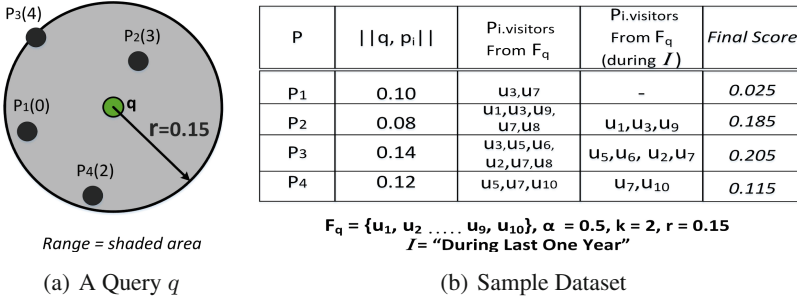 P3(4)
P2(3)
q
P1(0)
r=0.15
P4(2)
Range = shaded area
(a) A Query q
P ||q, pi|| Pi.visitors From Fq Pi.visitors From Fq (during I) Final Score
P1 0.10 u3,u7 - 0.025
P2 0.08 u1,u3,u9, u7,u8 u1,u3,u9 0.185
P3 0.14 u3,u5,u6, u2,u7,u8 u5,u6, u2,u7 0.205
P4 0.12 u5,u7,u10 u7,u10 0.115
Fq = {u1, u2 ..... u9, u10}, α = 0.5, k = 2, r = 0.15
I= “During Last One Year”
(b) Sample Dataset